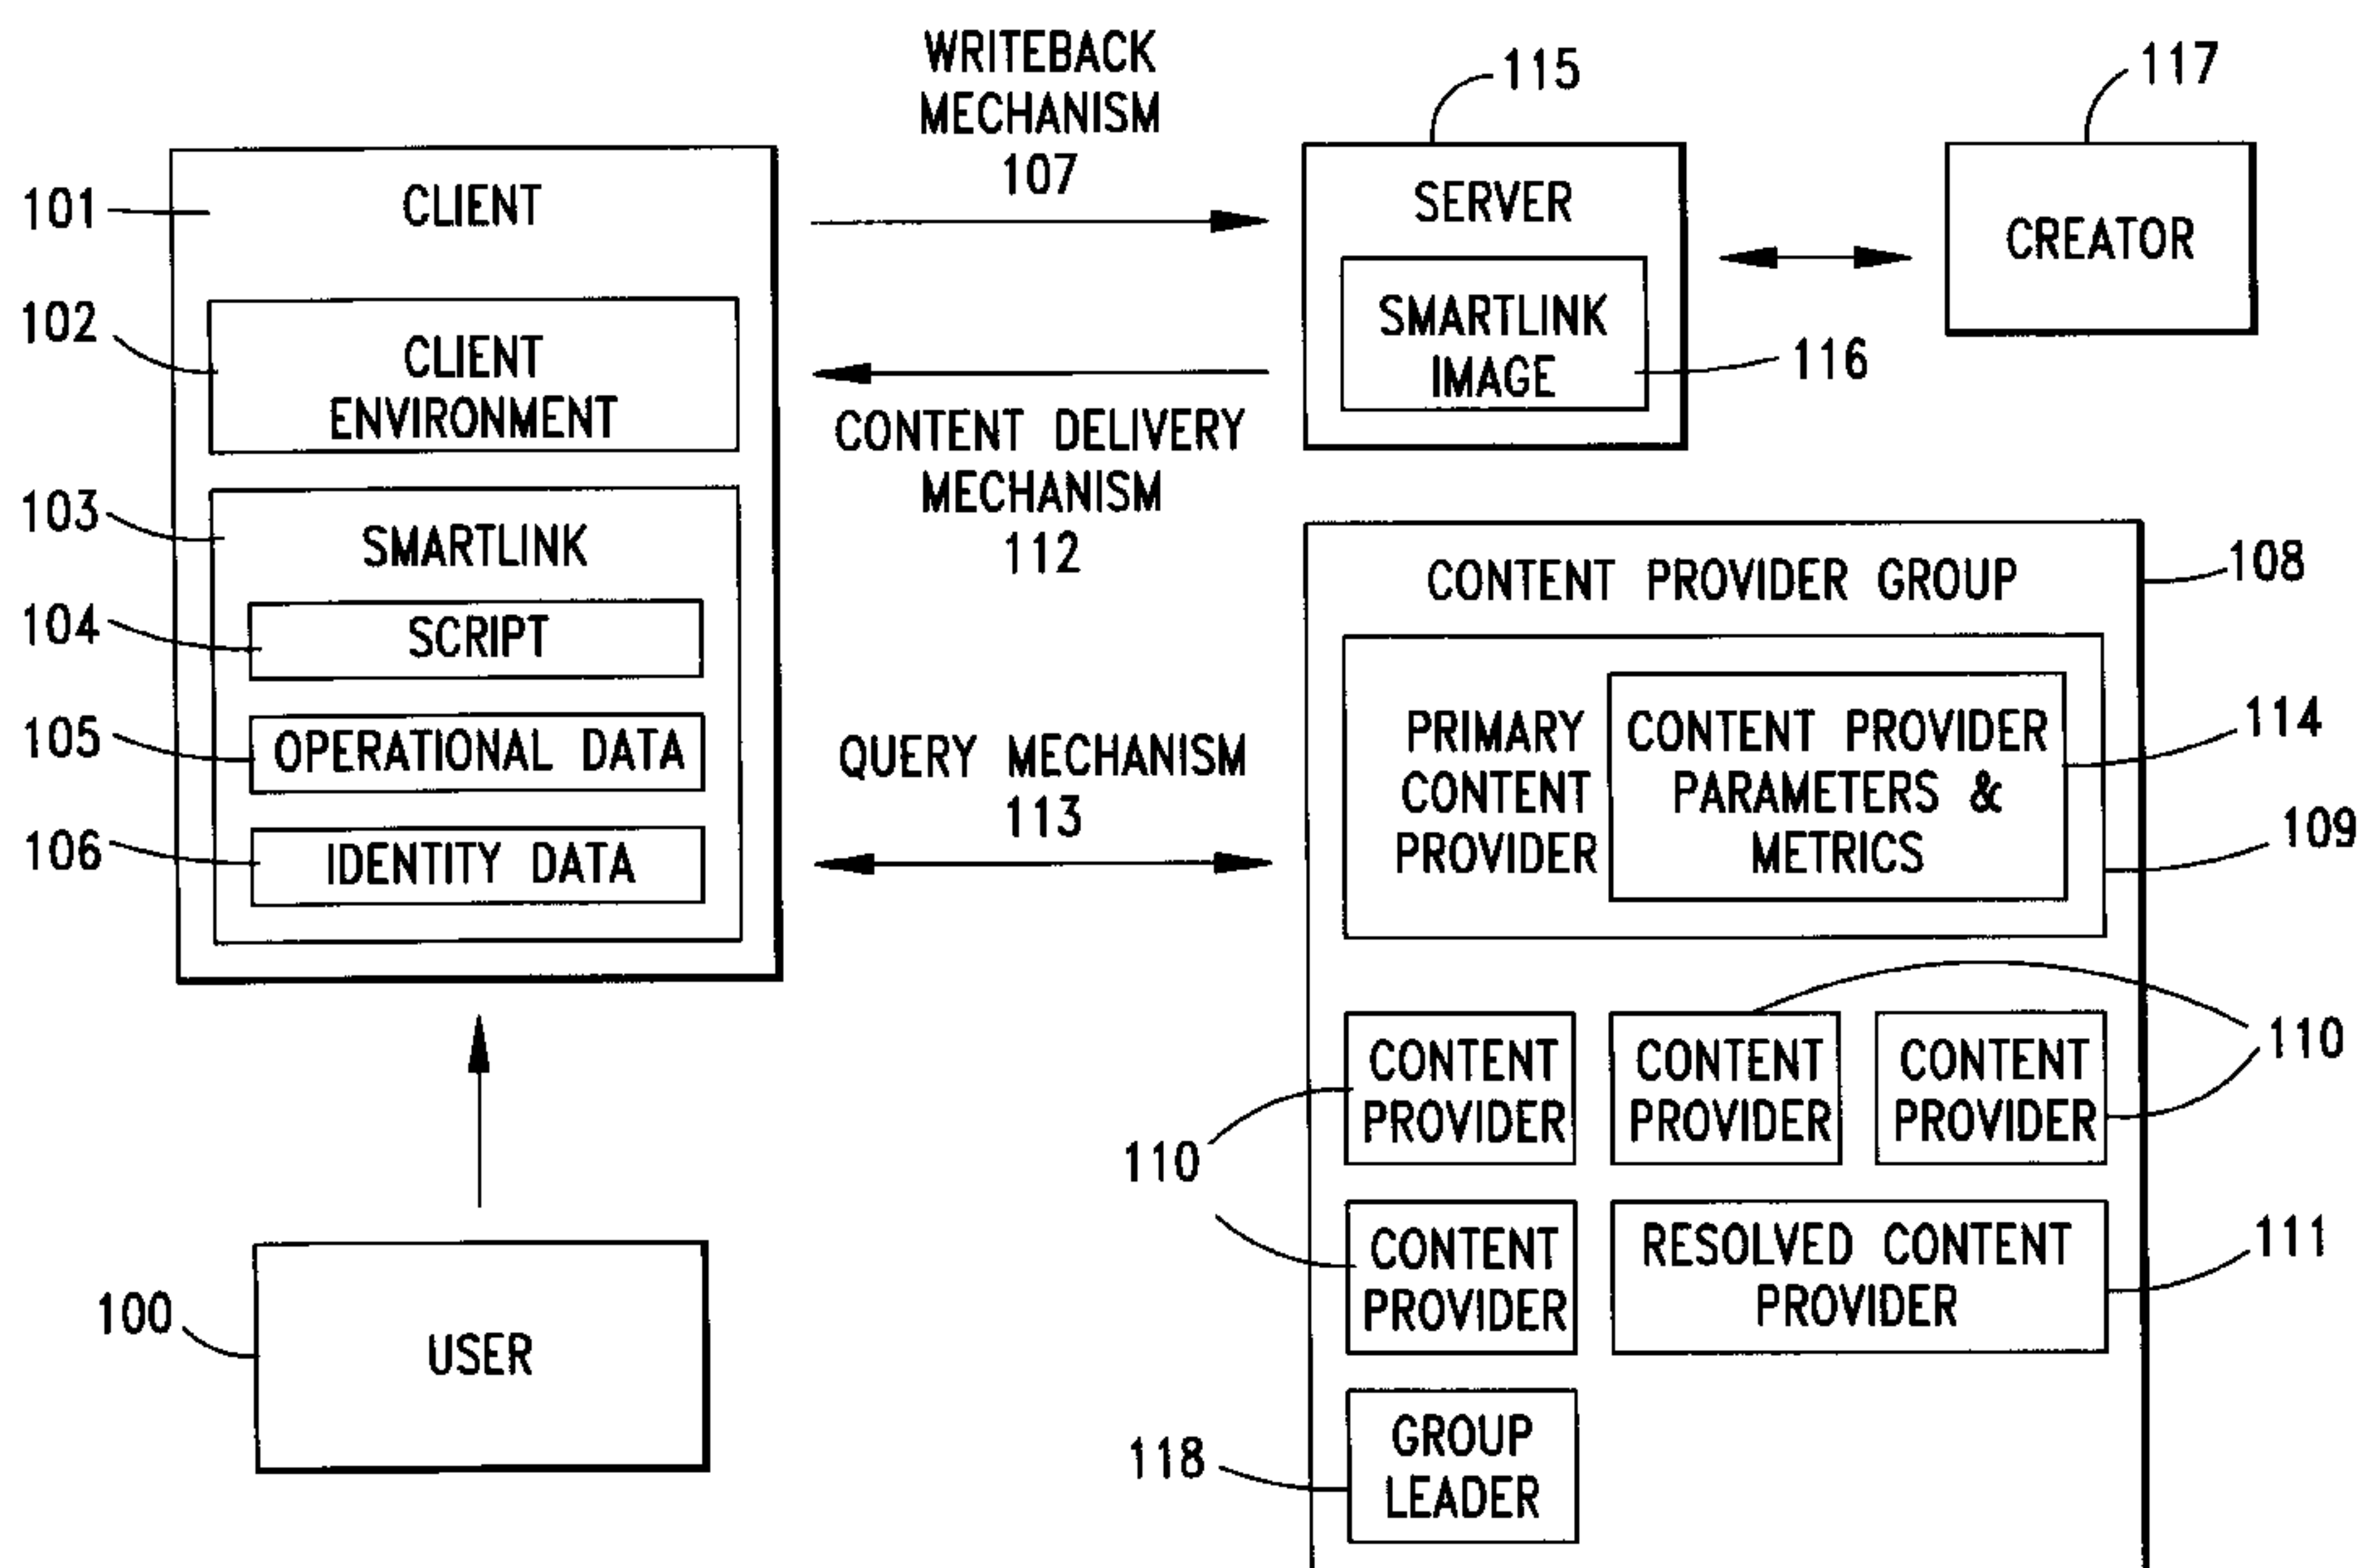 WRITEBACK
MECHANISM
107
115
117
101
CLIENT
SERVER
CREATOR
102
CLIENT
ENVIRONMENT
SMARTLINK
IMAGE
116
CONTENT DELIVERY
MECHANISM
112
103
SMARTLINK
104
SCRIPT
105
OPERATIONAL DATA
106
IDENTITY DATA
QUERY MECHANISM
113
CONTENT PROVIDER GROUP
108
PRIMARY
CONTENT
PROVIDER
CONTENT PROVIDER
PARAMETERS &
METRICS
114
109
CONTENT
PROVIDER
CONTENT
PROVIDER
CONTENT
PROVIDER
110
110
CONTENT
PROVIDER
RESOLVED CONTENT
PROVIDER
111
100
USER
118
GROUP
LEADER